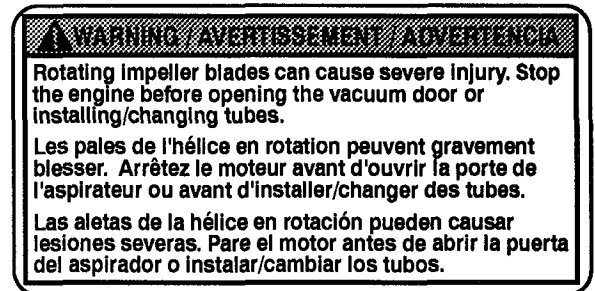 WARNING / AVERTISSEMENT / ADVERTENCIA
Rotating impeller blades can cause severe injury. Stop
the engine before opening the vacuum door or
installing/changing tubes.
Les pales de l'hélice en rotation peuvent gravement
blesser. Arrêtez le moteur avant d'ouvrir la porte de
l'aspirateur ou avant d'installer/changer des tubes.
Las aletas de la hélice en rotación pueden causar
lesiones severas. Pare el motor antes de abrir la puerta
del aspirador o instalar/cambiar los tubos.